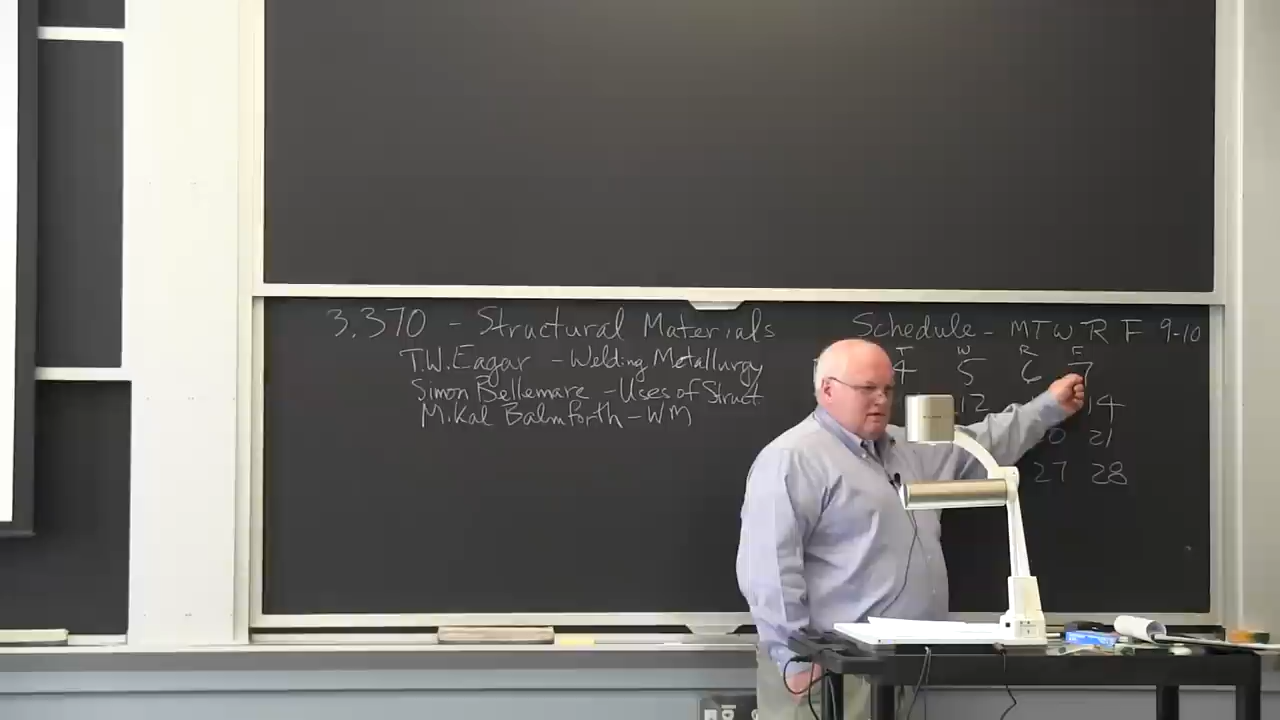 3.370 - Structural Materials
T.W. Eagar - Welding Metallurgy
Simon Bellemare - Uses of Struct.
M.Kal Balmforth - WM
Schedule - M T W R F 9-10
T W R F
4 5 6 7
12 14
20 21
27 28